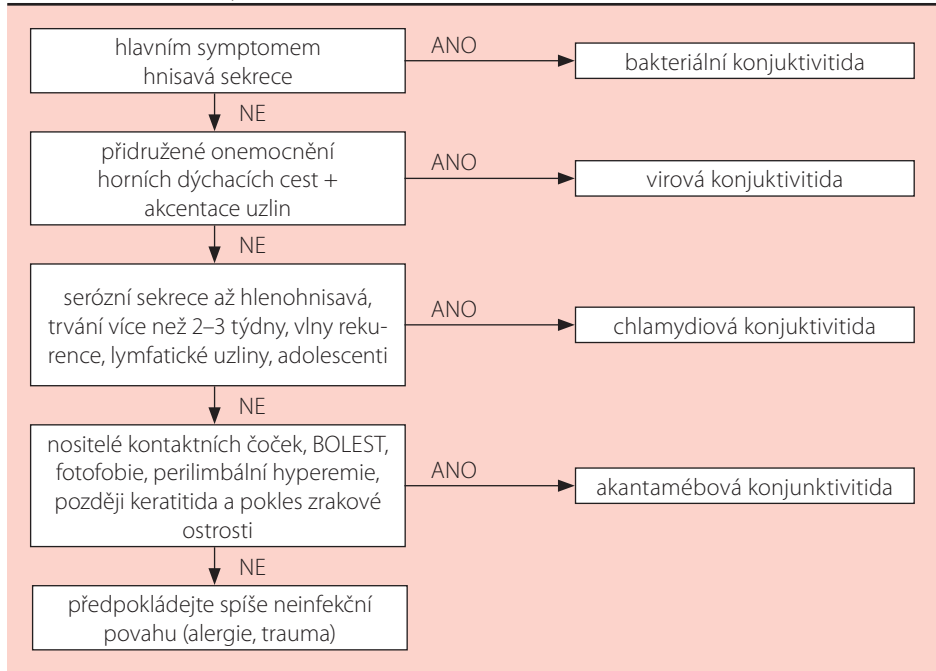 hlavním symptomem
hnisavá sekrece
ANO
bakteriální konjuktivitida
NE
přidružené onemocnění
horních dýchacích cest +
akcentace uzlin
ANO
virová konjuktivitida
NE
serózní sekrece až hlenohnisavá,
trvání více než 2–3 týdny, vlny reku-
rence, lymfatické uzliny, adolescenti
ANO
chlamydiová konjuktivitida
NE
nositelé kontaktních čoček, BOLEST,
fotofobie, perilimbální hyperemie,
později keratitida a pokles zrakové
ostrosti
ANO
akantamébová konjunktivitida
NE
předpokládejte spíše neinfekční
povahu (alergie, trauma)